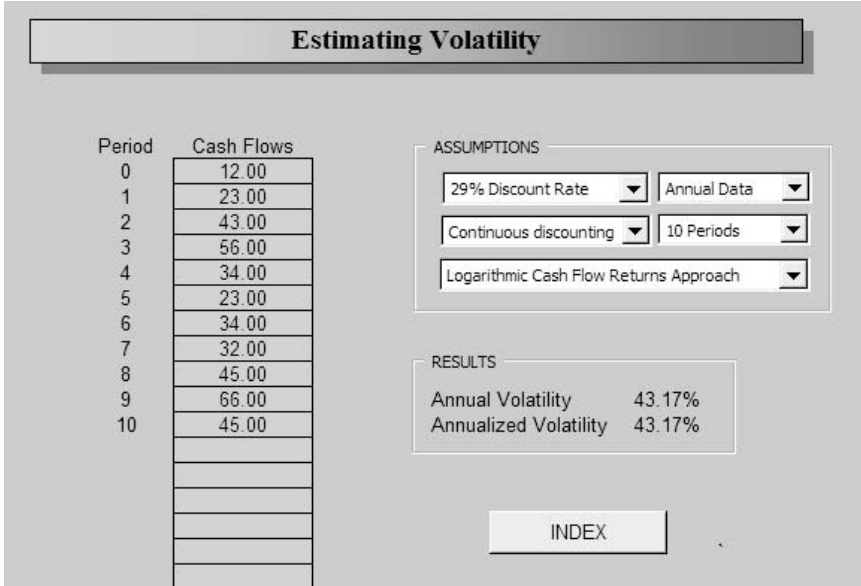 Estimating Volatility
Period Cash Flows
0 12.00
1 23.00
2 43.00
3 56.00
4 34.00
5 23.00
6 34.00
7 32.00
8 45.00
9 66.00
10 45.00
ASSUMPTIONS
29% Discount Rate Annual Data
Continuous discounting 10 Periods
Logarithmic Cash Flow Returns Approach
RESULTS
Annual Volatility 43.17%
Annualized Volatility 43.17%
INDEX